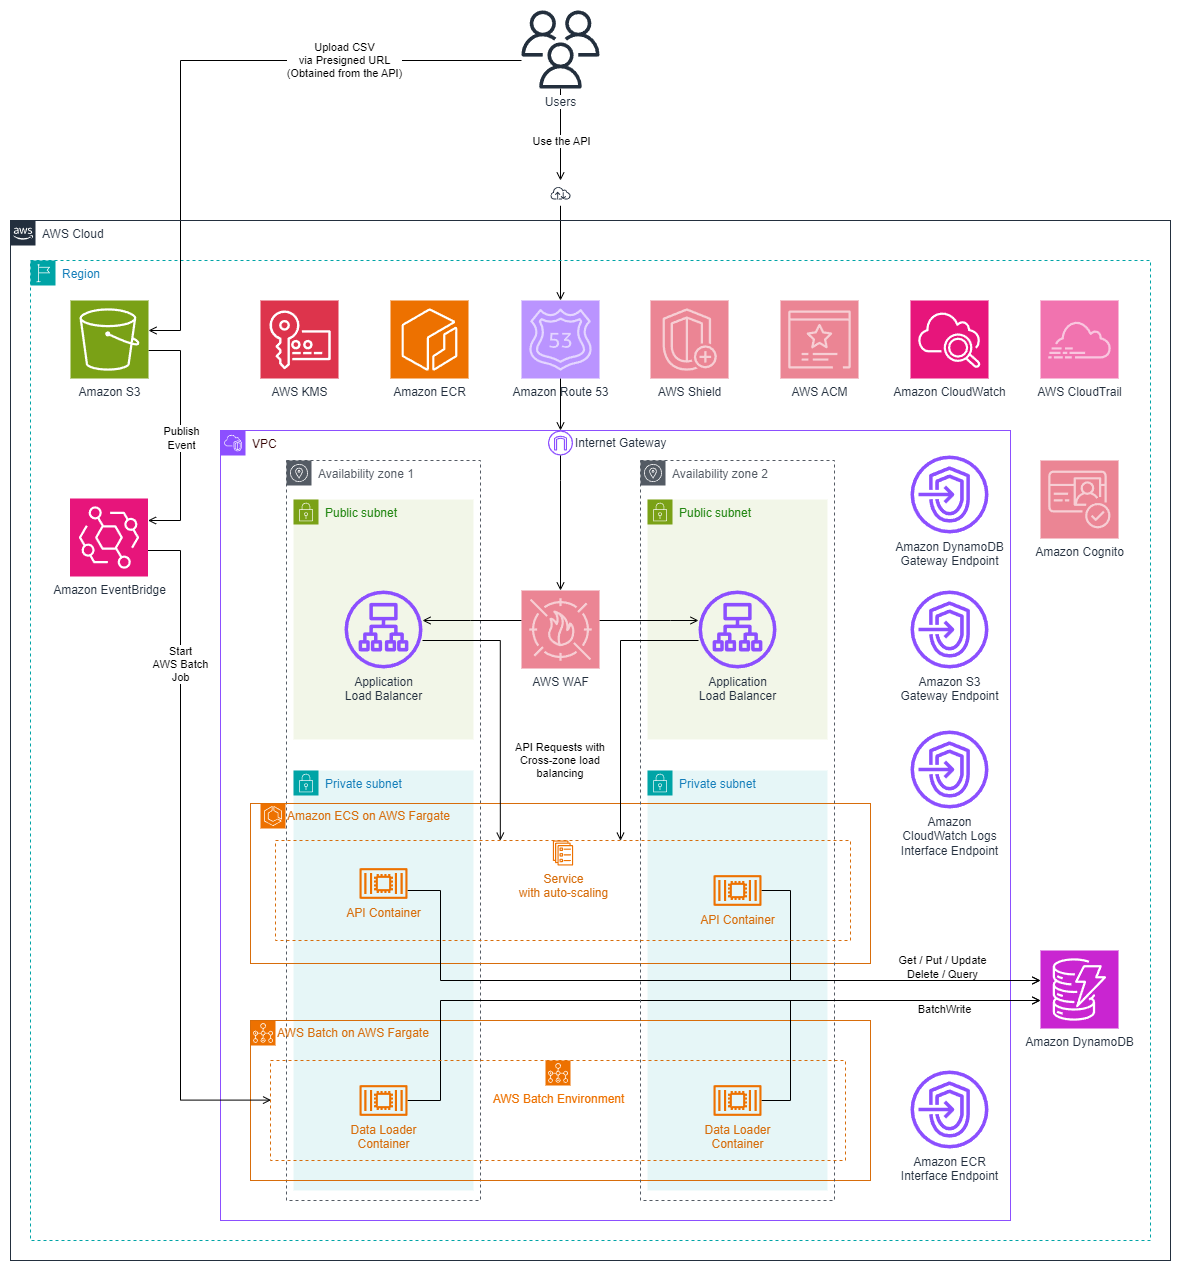 Upload CSV
via Presigned URL
(Obtained from the API)
Users
Use the API
aws
AWS Cloud
Region
53
Amazon S3
AWS KMS
Amazon ECR
Amazon Route 53
AWS Shield
AWS ACM
Amazon CloudWatch
AWS CloudTrail
Publish
Event
VPC
Internet Gateway
Availability zone 1
Availability zone 2
Public subnet
Public subnet
Amazon DynamoDB
Gateway Endpoint
Amazon Cognito
Amazon EventBridge
Start
AWS Batch
Job
Application
Load Balancer
AWS WAF
Application
Load Balancer
Amazon S3
Gateway Endpoint
API Requests with
Cross-zone load
balancing
Private subnet
Private subnet
Amazon
CloudWatch Logs
Interface Endpoint
Amazon ECS on AWS Fargate
Service
with auto-scaling
API Container
API Container
Get / Put / Update
Delete / Query
BatchWrite
Amazon DynamoDB
AWS Batch on AWS Fargate
AWS Batch Environment
Data Loader
Container
Data Loader
Container
Amazon ECR
Interface Endpoint